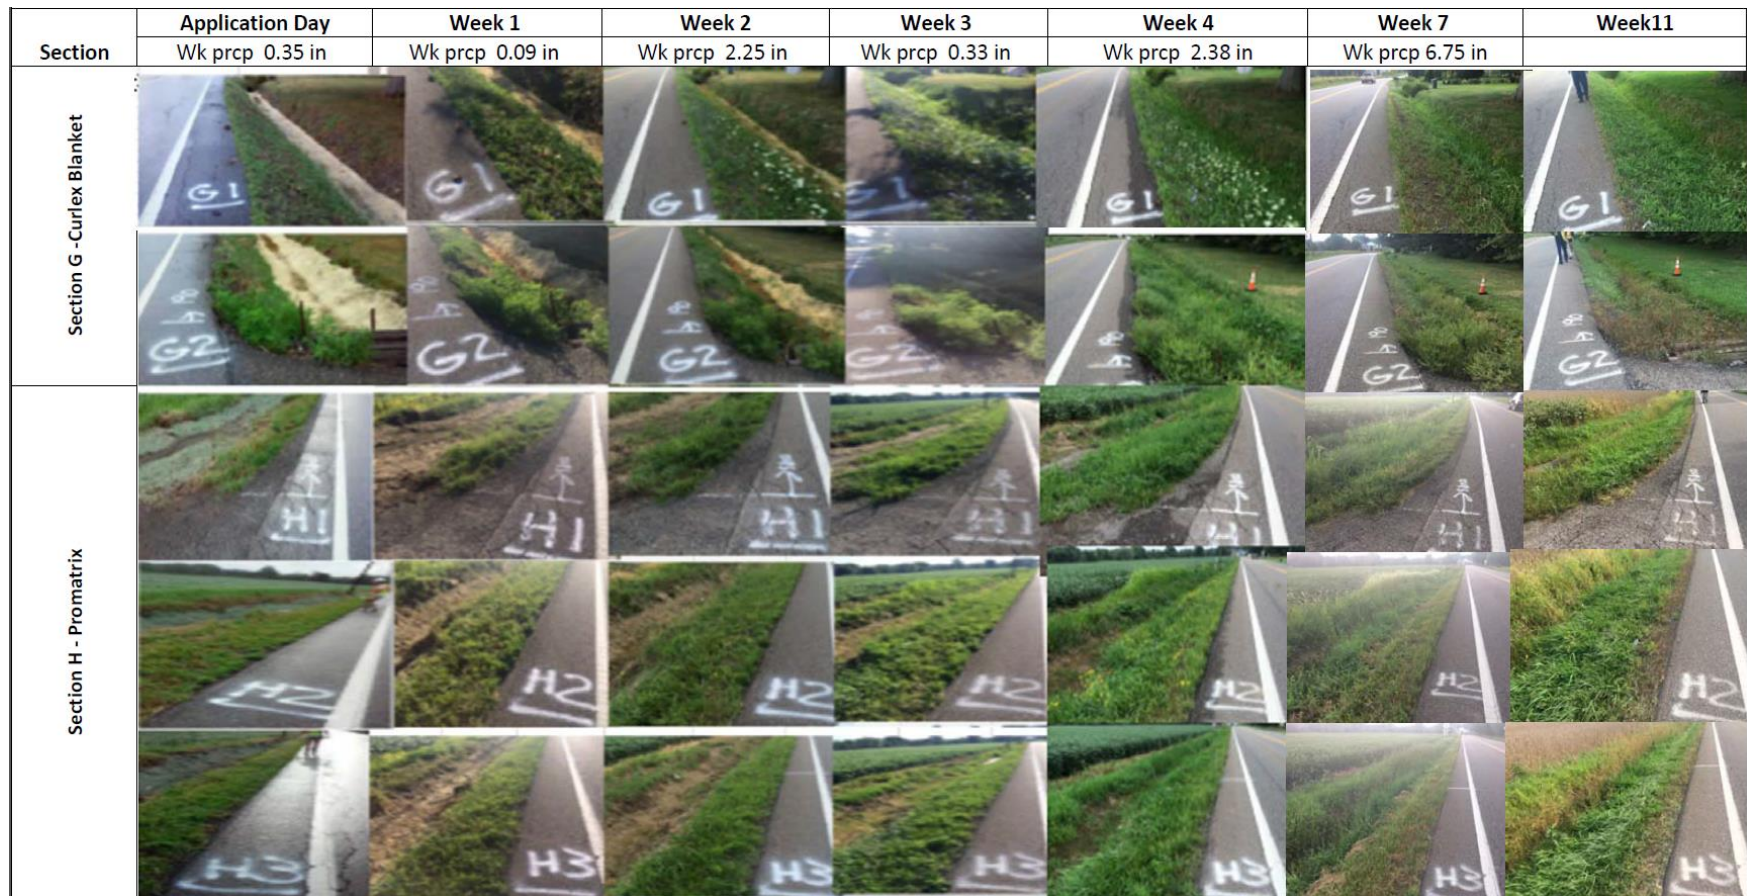 Application Day Week 1 Week 2 Week 3 Week 4 Week 7 Week11
Section Wk prcp 0.35 in Wk prcp 0.09 in Wk prcp 2.25 in Wk prcp 0.33 in Wk prcp 2.38 in Wk prcp 6.75 in
Section G -Curlex Blanket
G1 G1 G1 G1 G1 G1 G1
G2 G2 G2 G2 G2 G2
Section H - Promatrix
H1 H1 H1 H1 H1 H1 H1
H2 H2 H2 H2 H2 H2 H2
H3 H3 H3 H3 H3 H3 H3